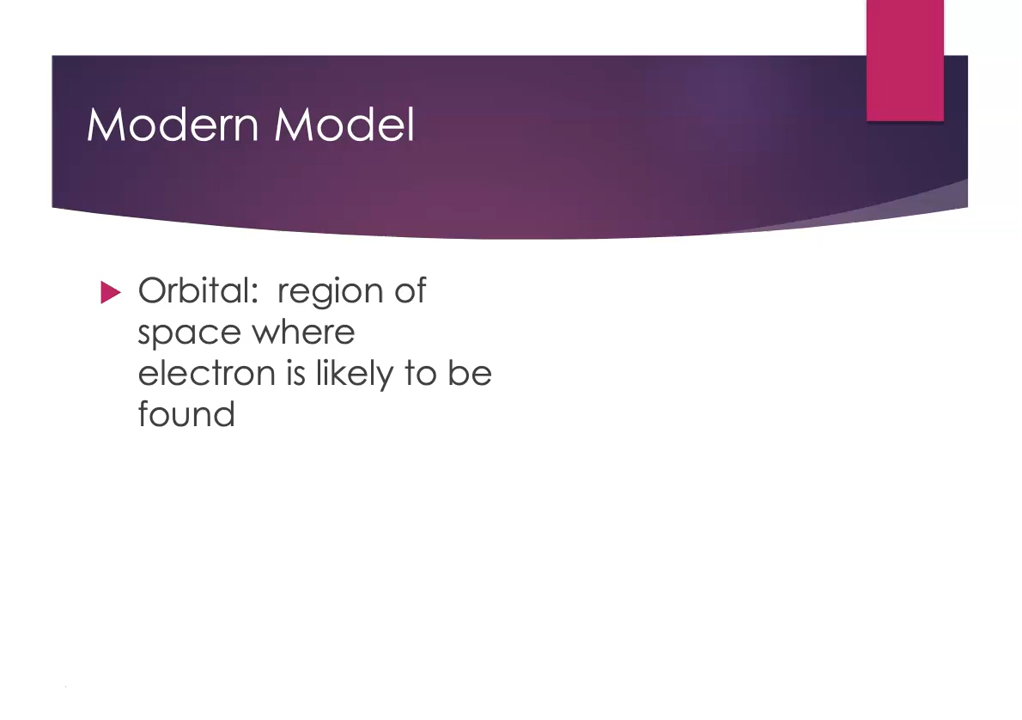 Modern Model
Orbital:  region of
space where
electron is likely to be
found